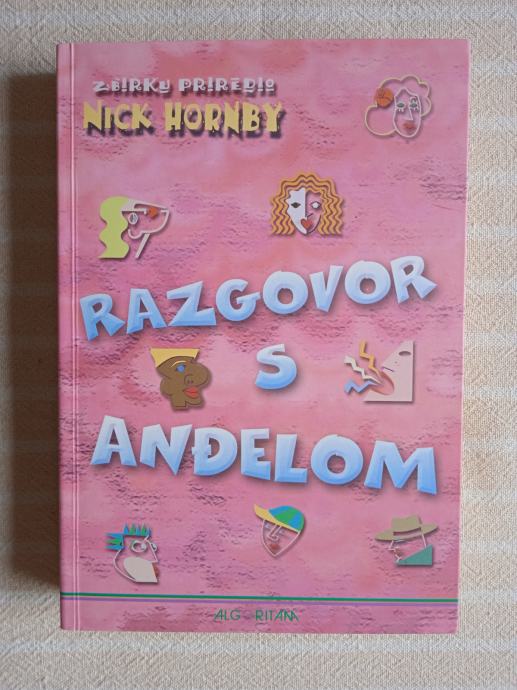 ZBIRKU PRIREDIO
NICK HORNBY
RAZGOVOR
S
ANĐELOM
ALGORITAM